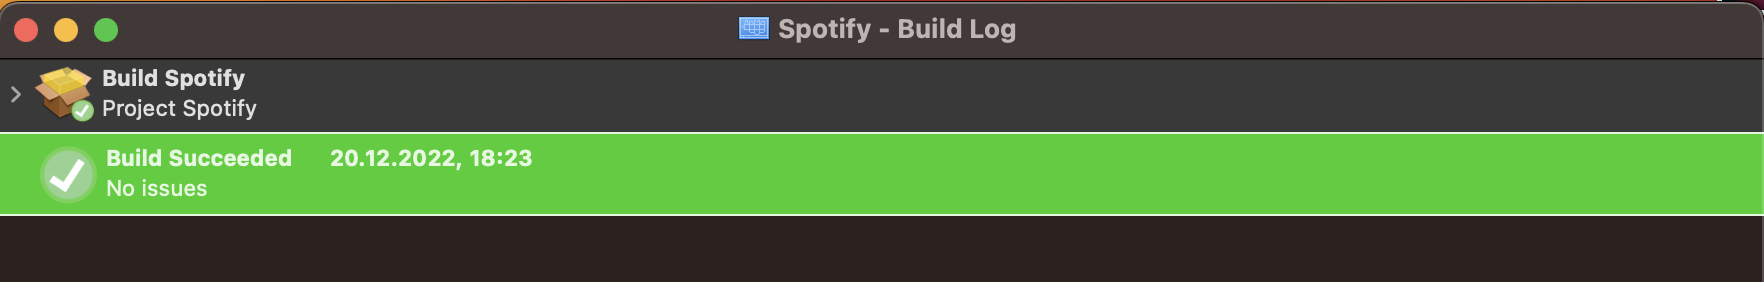 Spotify - Build Log
Build Spotify
Project Spotify
Build Succeeded 20.12.2022, 18:23
No issues